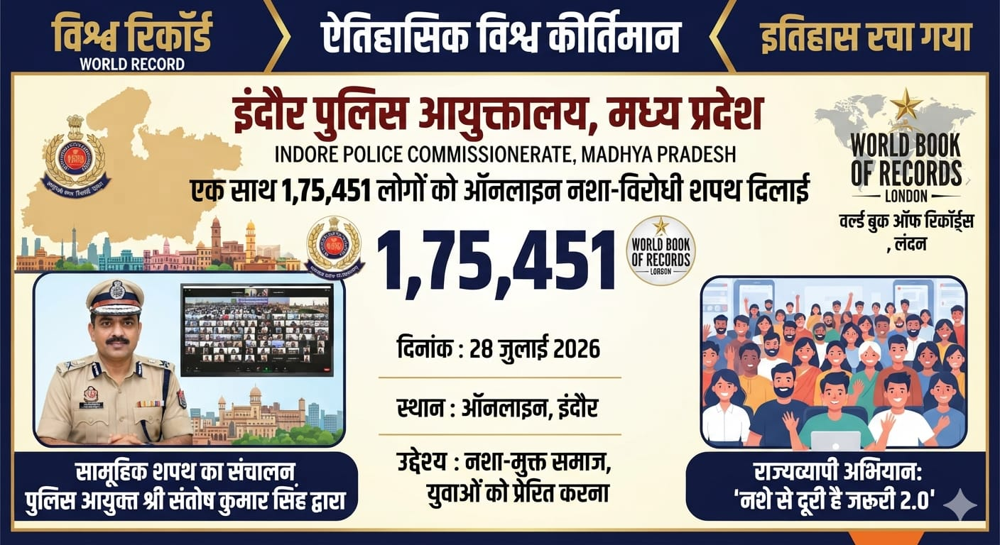 विश्व रिकॉर्ड
WORLD RECORD
ऐतिहासिक विश्व कीर्तिमान
इतिहास रचा गया
इंदौर पुलिस आयुक्तालय, मध्य प्रदेश
INDORE POLICE COMMISSIONERATE, MADHYA PRADESH
एक साथ 1,75,451 लोगों को ऑनलाइन नशा-विरोधी शपथ दिलाई
WORLD BOOK
OF RECORDS
LONDON
वर्ल्ड बुक ऑफ रिकॉर्ड्स
, लंदन
1,75,451
WORLD BOOK
OF RECORDS
LORSON
दिनांक : 28 जुलाई 2026
स्थान : ऑनलाइन, इंदौर
उद्देश्य : नशा-मुक्त समाज,
युवाओं को प्रेरित करना
सामूहिक शपथ का संचालन
पुलिस आयुक्त श्री संतोष कुमार सिंह द्वारा
राज्यव्यापी अभियान:
'नशे से दूरी है जरूरी 2.0'